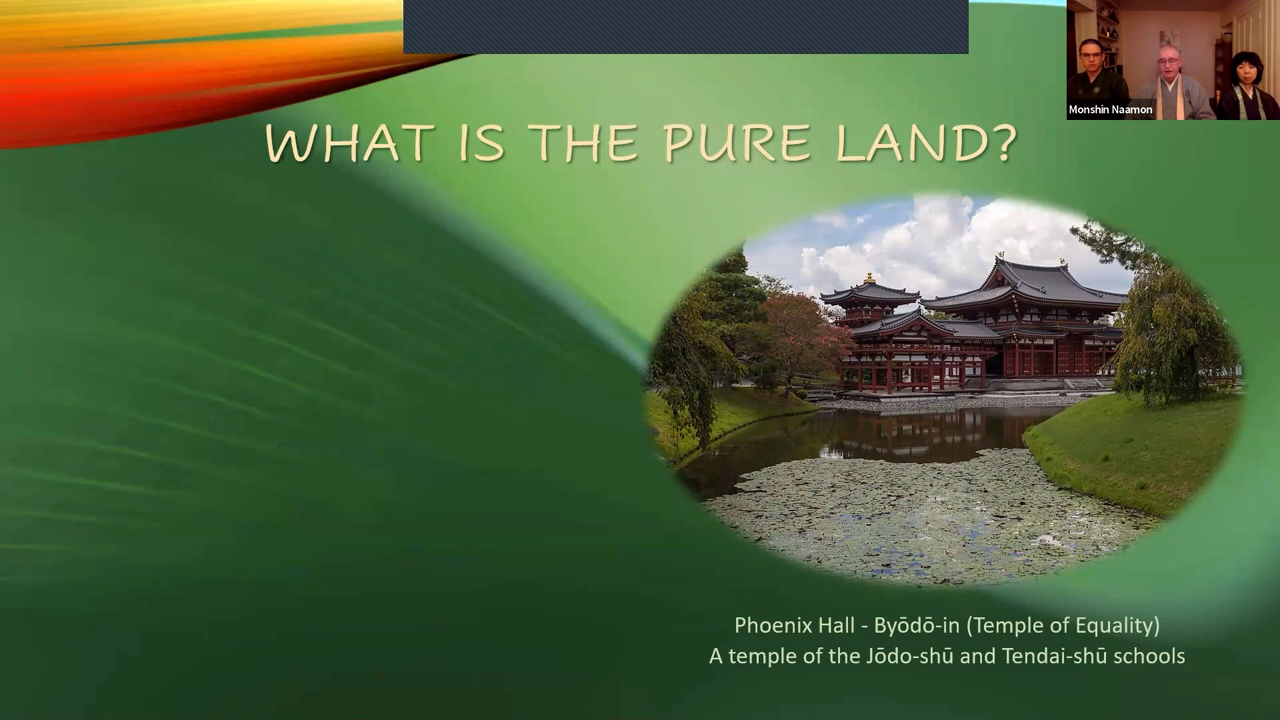 Monshin Naamon
WHAT IS THE PURE LAND?
Phoenix Hall - Byōdō-in (Temple of Equality)
A temple of the Jōdo-shū and Tendai-shū schools